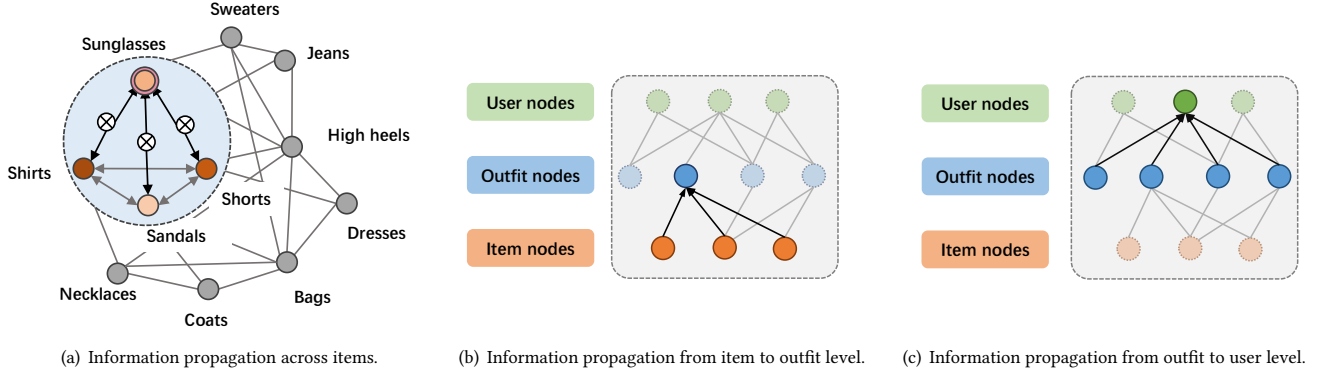 Sweaters
Sunglasses
Jeans
High heels
Shirts
Shorts
Sandals
Dresses
Necklaces
Bags
Coats
(a) Information propagation across items.
User nodes
Outfit nodes
Item nodes
(b) Information propagation from item to outfit level.
User nodes
Outfit nodes
Item nodes
(c) Information propagation from outfit to user level.